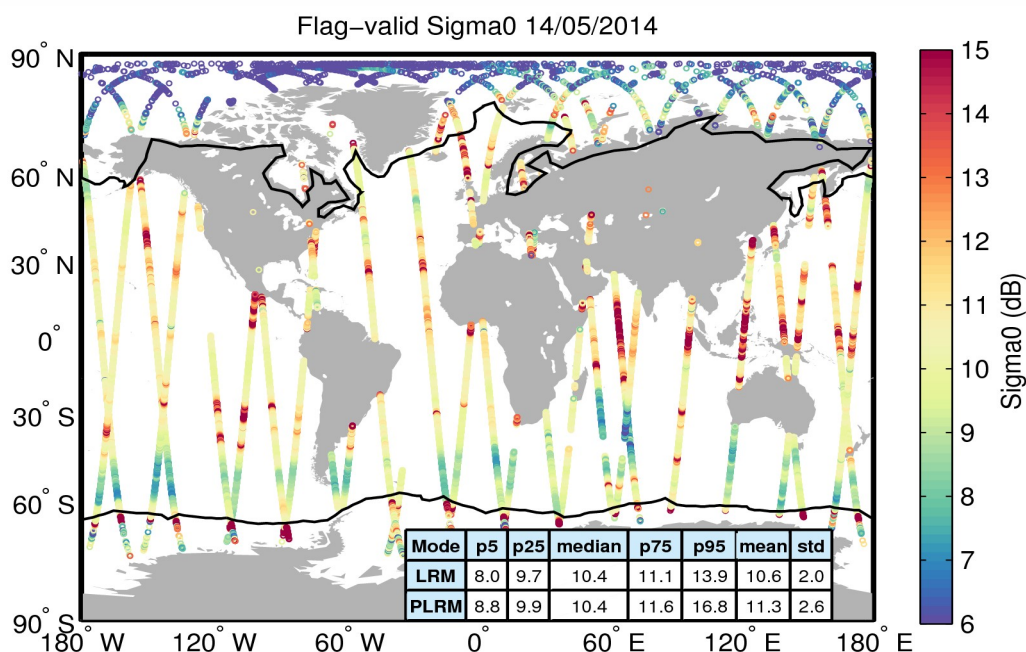 Flag−valid Sigma0 14/05/2014
90° N
60° N
30° N
0°
30° S
60° S
90° S
180° W
120° W
60° W
0°
60° E
120° E
180° E
15
14
13
12
11
10
9
8
7
6
Sigma0 (dB)
Mode p5 p25 median p75 p95 mean std
LRM 8.0 9.7 10.4 11.1 13.9 10.6 2.0
PLRM 8.8 9.9 10.4 11.6 16.8 11.3 2.6